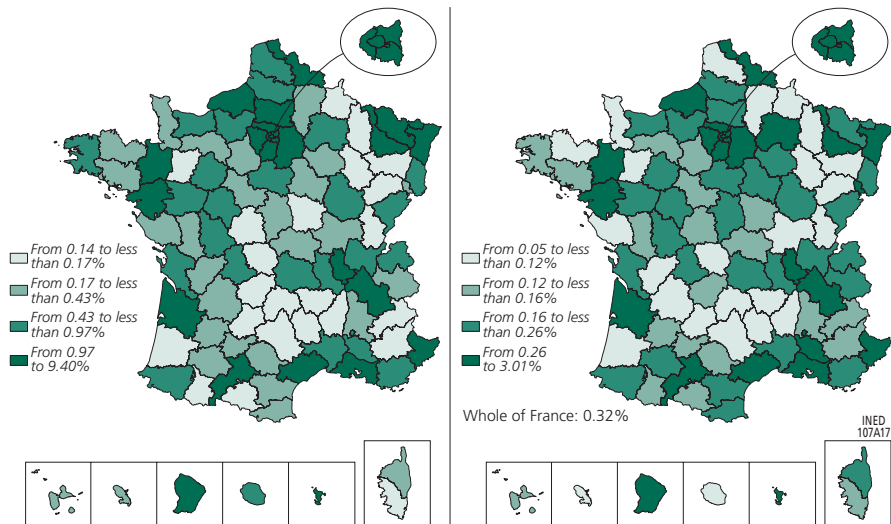 From 0.14 to less
than 0.17%
From 0.17 to less
than 0.43%
From 0.43 to less
than 0.97%
From 0.97
to 9.40%
From 0.05 to less
than 0.12%
From 0.12 to less
than 0.16%
From 0.16 to less
than 0.26%
From 0.26
to 3.01%
Whole of France: 0.32%
INED
107A17